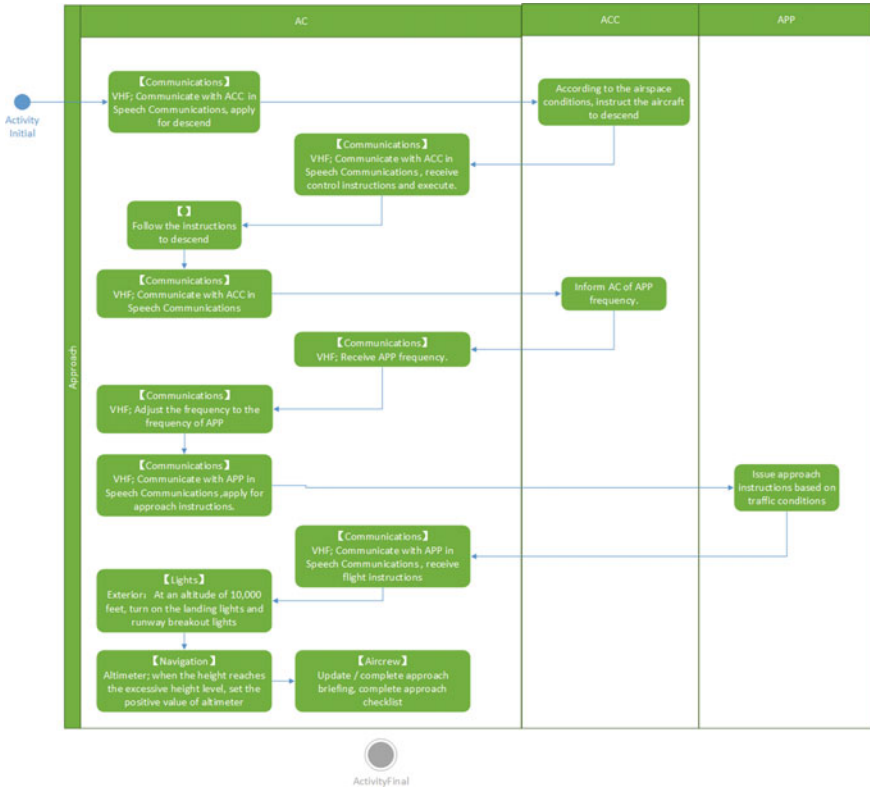 AC
ACC
APP
Approach
Activity
Initial
【Communications】
VHF; Communicate with ACC in
Speech Communications, apply
for descend
According to the airspace
conditions, instruct the aircraft
to descend
【Communications】
VHF; Communicate with ACC in
Speech Communications , receive
control instructions and execute.
【 】
Follow the instructions
to descend
【Communications】
VHF; Communicate with ACC in
Speech Communications
Inform AC of APP
frequency.
【Communications】
VHF; Receive APP frequency.
【Communications】
VHF; Adjust the frequency to the
frequency of APP
【Communications】
VHF; Communicate with APP in
Speech Communications ,apply for
approach instructions.
Issue approach
instructions based on
traffic conditions
【Communications】
VHF; Communicate with APP in
Speech Communications , receive
flight instructions
【Lights】
Exterior： At an altitude of 10,000
feet, turn on the landing lights and
runway breakout lights
【Navigation】
Altimeter; when the height reaches
the excessive height level, set the
positive value of altimeter
【Aircrew】
Update / complete approach
briefing, complete approach
checklist
ActivityFinal